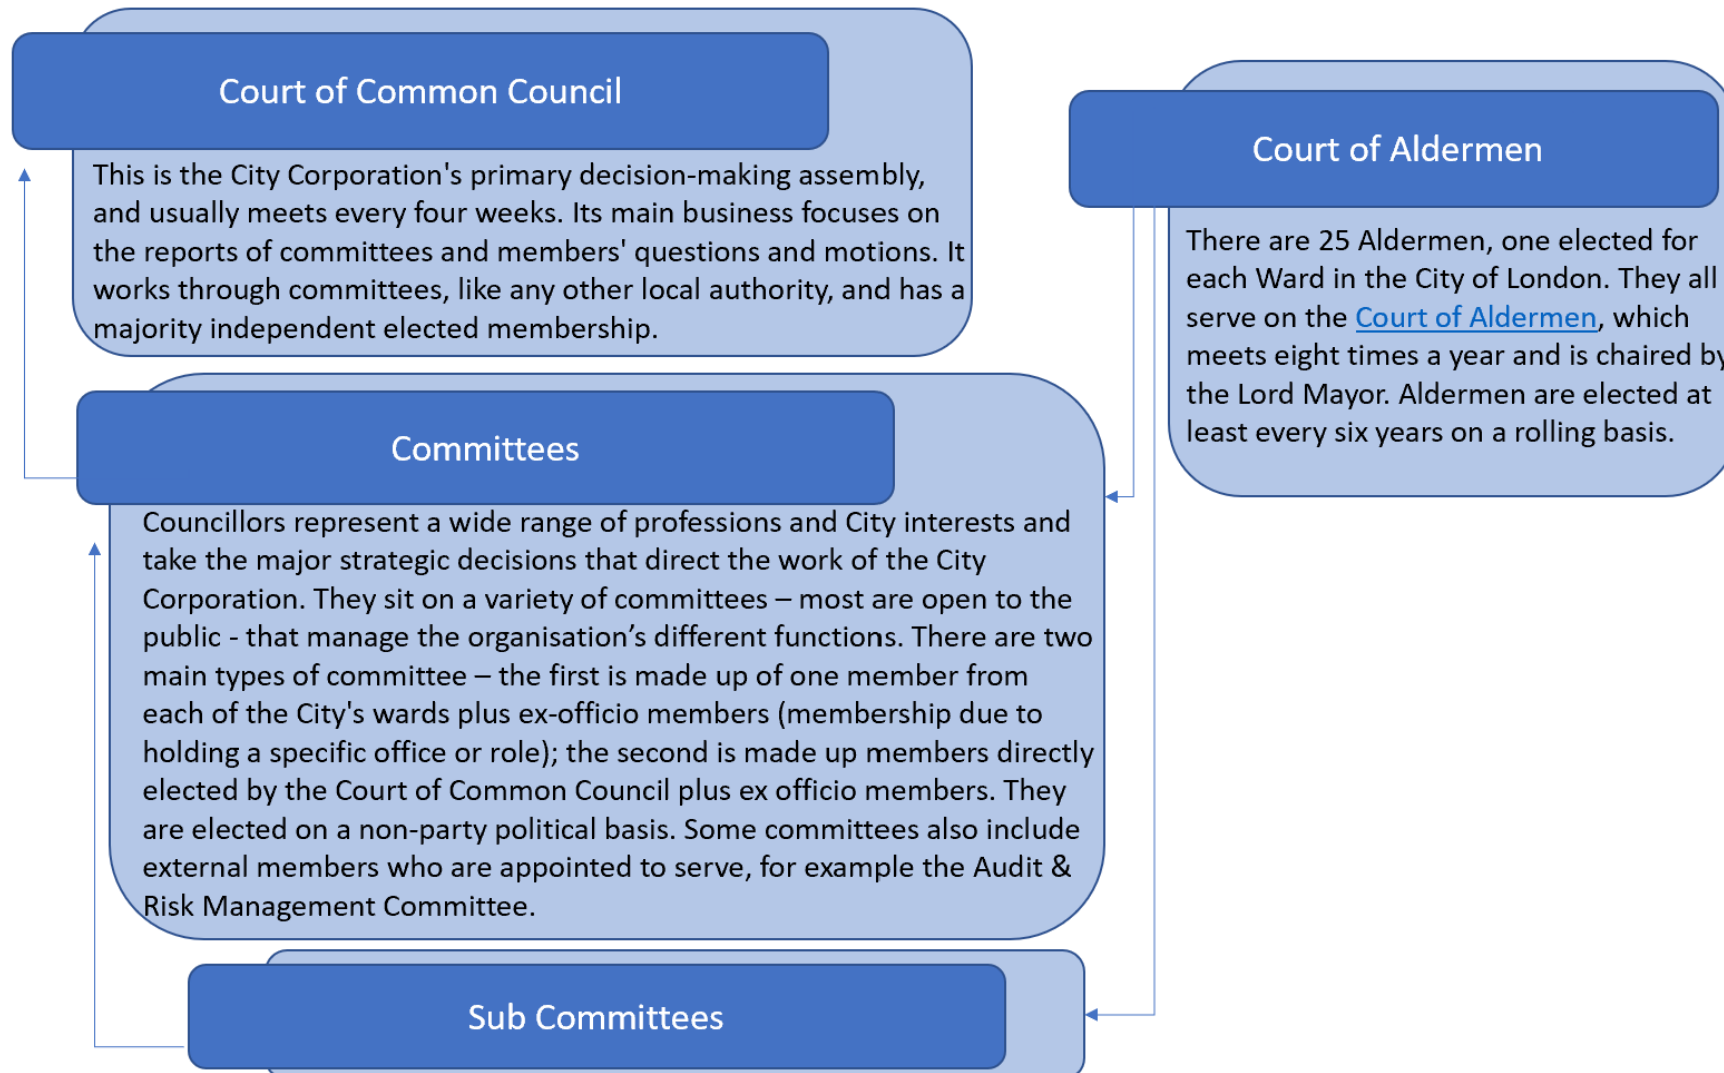 Court of Common Council
This is the City Corporation's primary decision-making assembly,
and usually meets every four weeks. Its main business focuses on
the reports of committees and members' questions and motions. It
works through committees, like any other local authority, and has a
majority independent elected membership.
Committees
Councillors represent a wide range of professions and City interests and
take the major strategic decisions that direct the work of the City
Corporation. They sit on a variety of committees – most are open to the
public - that manage the organisation’s different functions. There are two
main types of committee – the first is made up of one member from
each of the City's wards plus ex-officio members (membership due to
holding a specific office or role); the second is made up members directly
elected by the Court of Common Council plus ex officio members. They
are elected on a non-party political basis. Some committees also include
external members who are appointed to serve, for example the Audit &
Risk Management Committee.
Sub Committees
Court of Aldermen
There are 25 Aldermen, one elected for
each Ward in the City of London. They all
serve on the Court of Aldermen, which
meets eight times a year and is chaired by
the Lord Mayor. Aldermen are elected at
least every six years on a rolling basis.